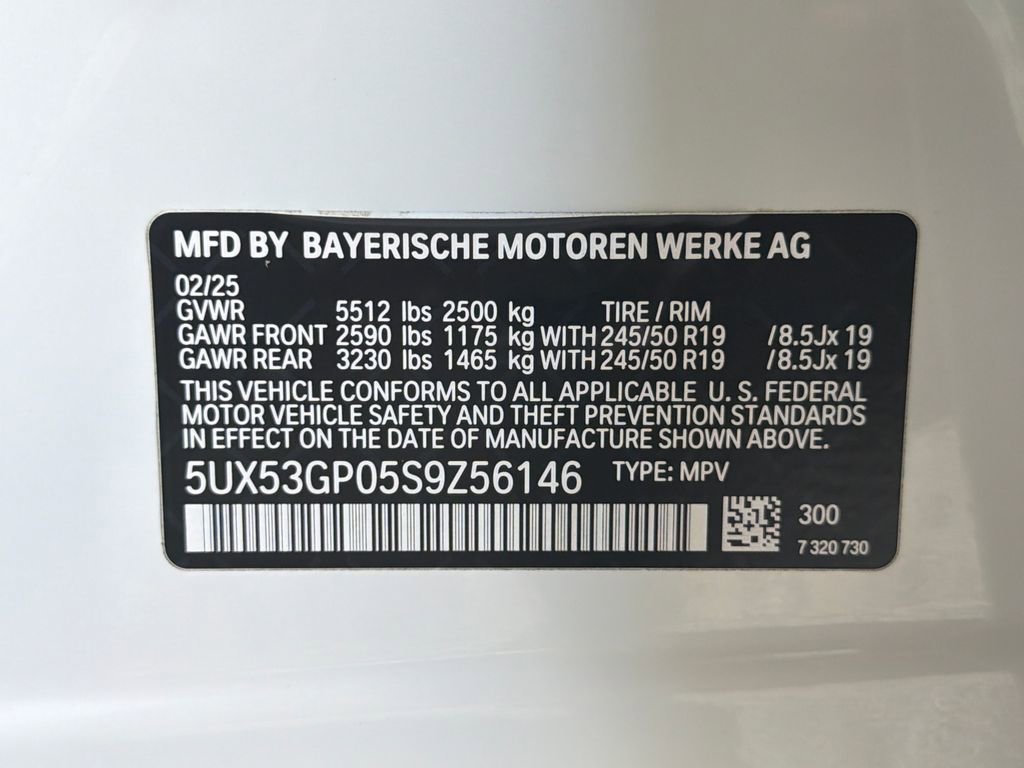 MFD BY BAYERISCHE MOTOREN WERKE AG
02/25
GVWR 5512 lbs 2500 kg TIRE / RIM
GAWR FRONT 2590 lbs 1175 kg WITH 245/50 R19 /8.5Jx 19
GAWR REAR 3230 lbs 1465 kg WITH 245/50 R19 /8.5Jx 19
THIS VEHICLE CONFORMS TO ALL APPLICABLE U. S. FEDERAL
MOTOR VEHICLE SAFETY AND THEFT PREVENTION STANDARDS
IN EFFECT ON THE DATE OF MANUFACTURE SHOWN ABOVE.
5UX53GP05S9Z56146 TYPE: MPV
300
7 320 730